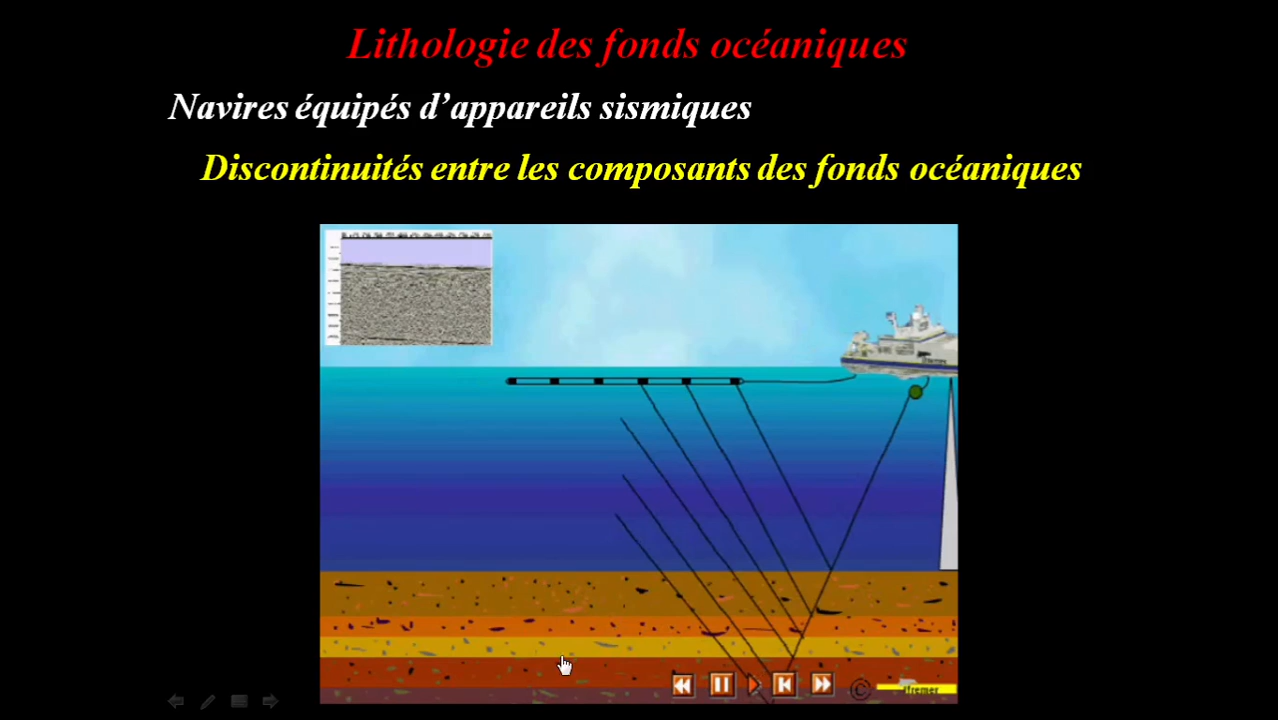 Lithologie des fonds océaniques
Navires équipés d’appareils sismiques
Discontinuités entre les composants des fonds océaniques
© Ifremer